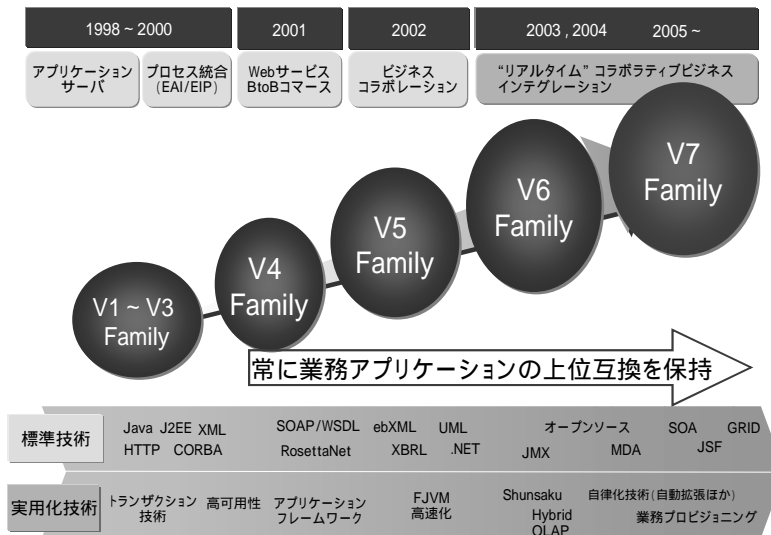 1998 ~ 2000
2001
2002
2003 , 2004
2005 ~
アプリケーション
サーバ
プロセス統合
(EAI/EIP)
Webサービス
BtoBコマース
ビジネス
コラボレーション
“リアルタイム” コラボラティブビジネス
インテグレーション
V1 ~ V3
Family
V4
Family
V5
Family
V6
Family
V7
Family
常に業務アプリケーションの上位互換を保持
標準技術
Java J2EE XML
HTTP CORBA
SOAP/WSDL ebXML UML
RosettaNet XBRL .NET
オープンソース SOA GRID
JMX MDA JSF
実用化技術
トランザクション
技術
高可用性
アプリケーション
フレームワーク
FJVM
高速化
Shunsaku
Hybrid
OLAP
自律化技術(自動拡張ほか)
業務プロビジョニング